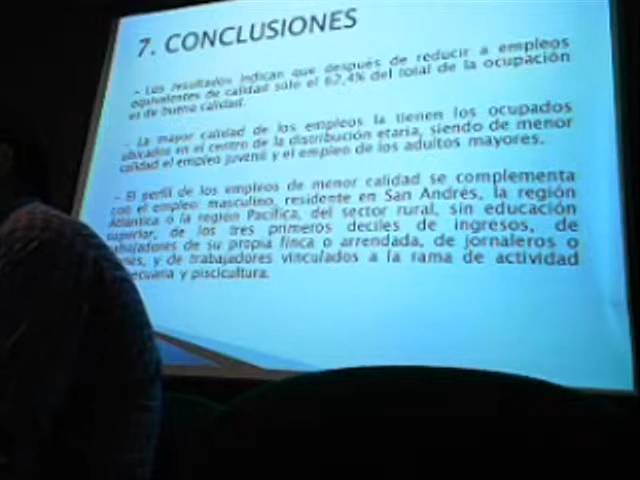 7. CONCLUSIONES
- Los resultados indican que después de reducir a empleos
equivalentes de calidad solo el 62,4% del total de la ocupación
es de buena calidad.
- La mayor calidad de los empleos la tienen los ocupados
ubicados en el centro de la distribución etaria, siendo de menor
calidad el empleo juvenil y el empleo de los adultos mayores.
- El perfil de los empleos de menor calidad se complementa
con el empleo masculino, residente en San Andrés, la región
Atlántica o la región Pacífica, del sector rural, sin educación
superior, de los tres primeros deciles de ingresos, de
de su propia finca o arrendada, de jornaleros o
y de trabajadores vinculados a la rama de actividad
y piscicultura.